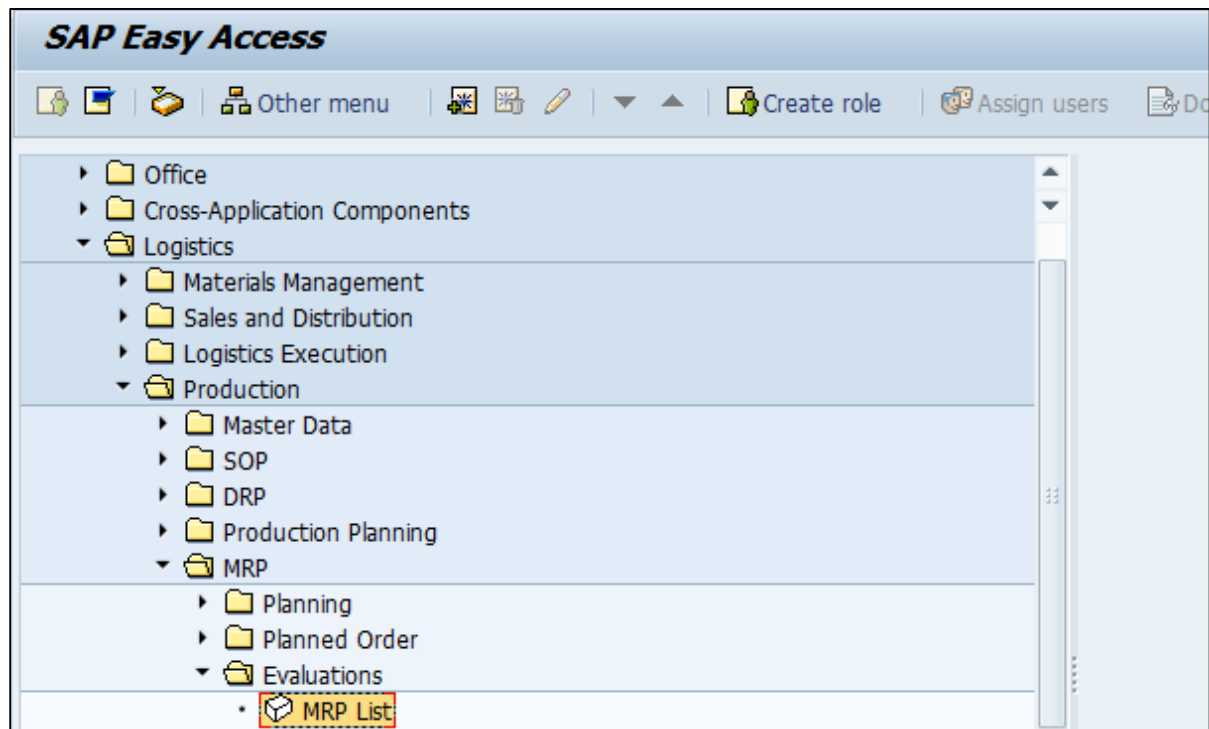 SAP Easy Access
Other menu Create role Assign users Do
Office
Cross-Application Components
Logistics
Materials Management
Sales and Distribution
Logistics Execution
Production
Master Data
SOP
DRP
Production Planning
MRP
Planning
Planned Order
Evaluations
MRP List